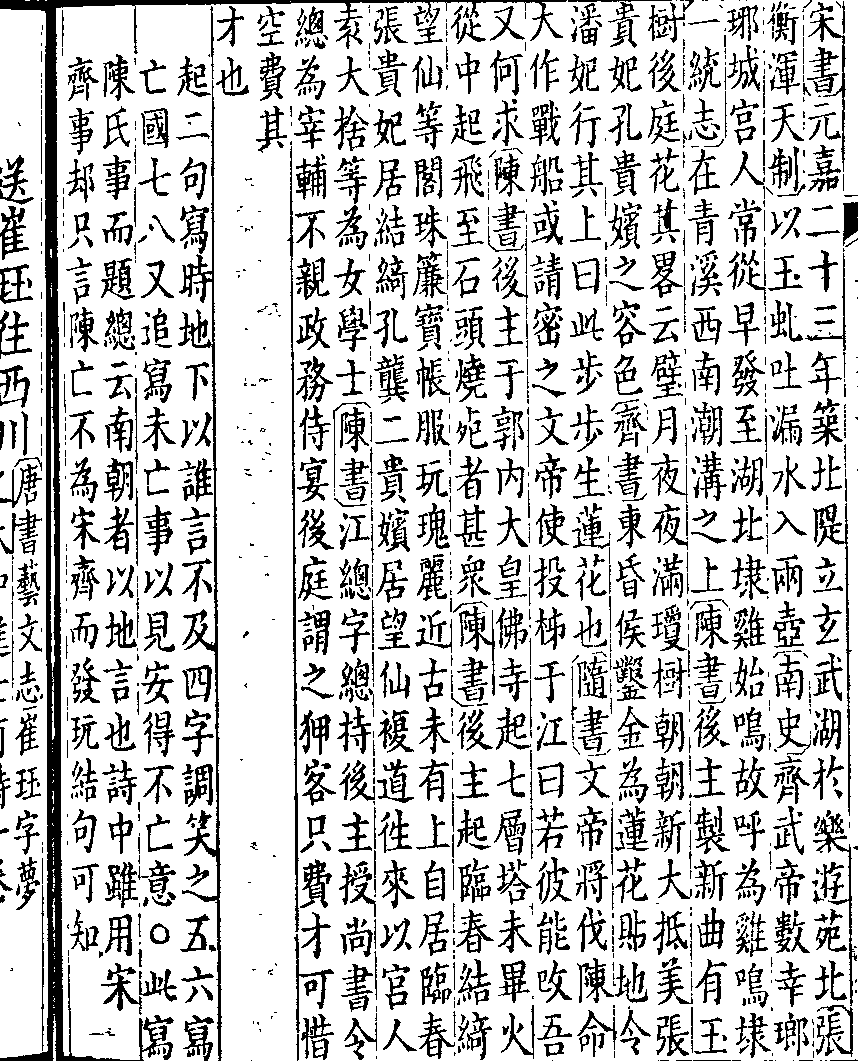 宋書元嘉二十三年築北隄立玄武湖於樂遊苑北張
衡渾天制以玉虬吐漏水入兩壺南史齊武帝數幸瑯
琊城宮人常從早發至湖北埭雞始鳴故呼為雞鳴埭
一統志在青溪西南潮溝之上陳書後主製新曲有玉
樹後庭花其畧云璧月夜夜滿瓊樹朝朝新大抵美張
貴妃孔貴嬪之容色齊書東昏侯鑿金為蓮花貼地令
潘妃行其上曰此步步生蓮花也隨書文帝將伐陳命
大作戰船或請密之文帝使投柹于江曰若彼能攺吾
又何求陳書後主于郭內大皇佛寺起七層塔未畢火
從中起飛至石頭燒死者甚衆陳書後主起臨春結綺
望仙等閣珠簾寶帳服玩瑰麗近古未有上自居臨春
張貴妃居結綺孔龔二貴嬪居望仙複道徃來以宮人
袁大捨等為女學士陳書江總字總持後主授尚書令
總為宰輔不親政務侍宴後庭謂之狎客只費才可惜
空費其
才也
起二句寫時地下以誰言不及四字調笑之五六寫
亡國七八又追寫未亡事以見安得不亡意○此寫
陳氏事而題總云南朝者以地言也詩中雖用宋
齊事却只言陳亡不為宋齊而發玩結句可知
送崔珏往西川唐書藝文志崔珏字夢